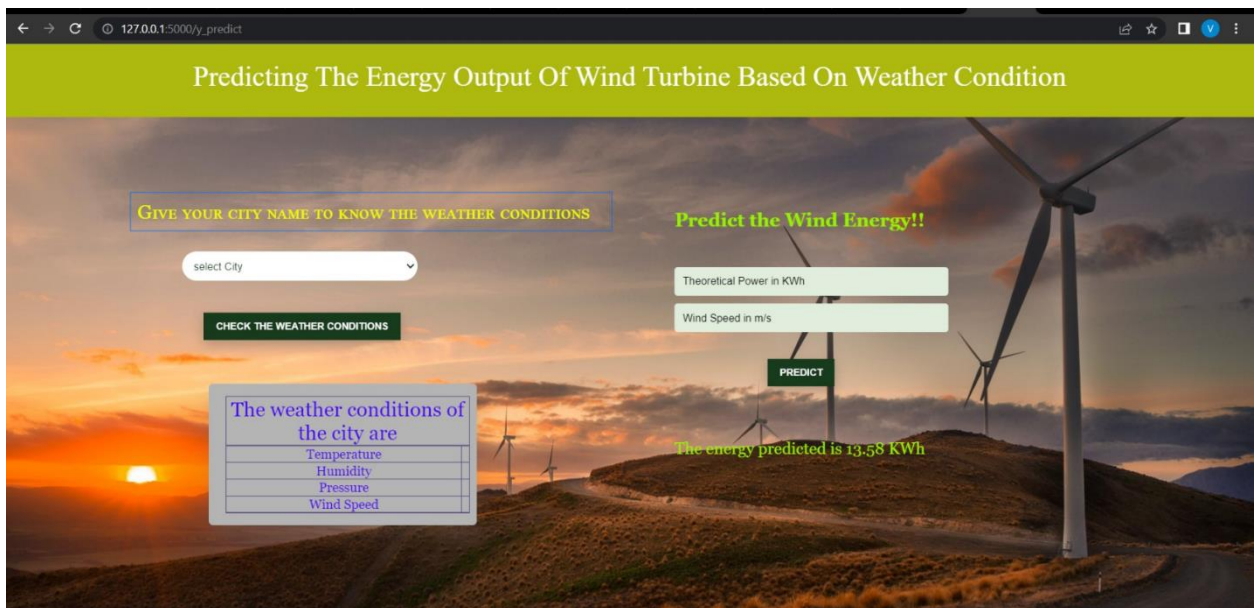 127.0.0.1:5000/y_predict
V
Predicting The Energy Output Of Wind Turbine Based On Weather Condition
GIVE YOUR CITY NAME TO KNOW THE WEATHER CONDITIONS
select City
CHECK THE WEATHER CONDITIONS
The weather conditions of
the city are
Temperature
Humidity
Pressure
Wind Speed
Predict the Wind Energy!!
Theoretical Power in KWh
Wind Speed in m/s
PREDICT
The energy predicted is 13.58 KWh